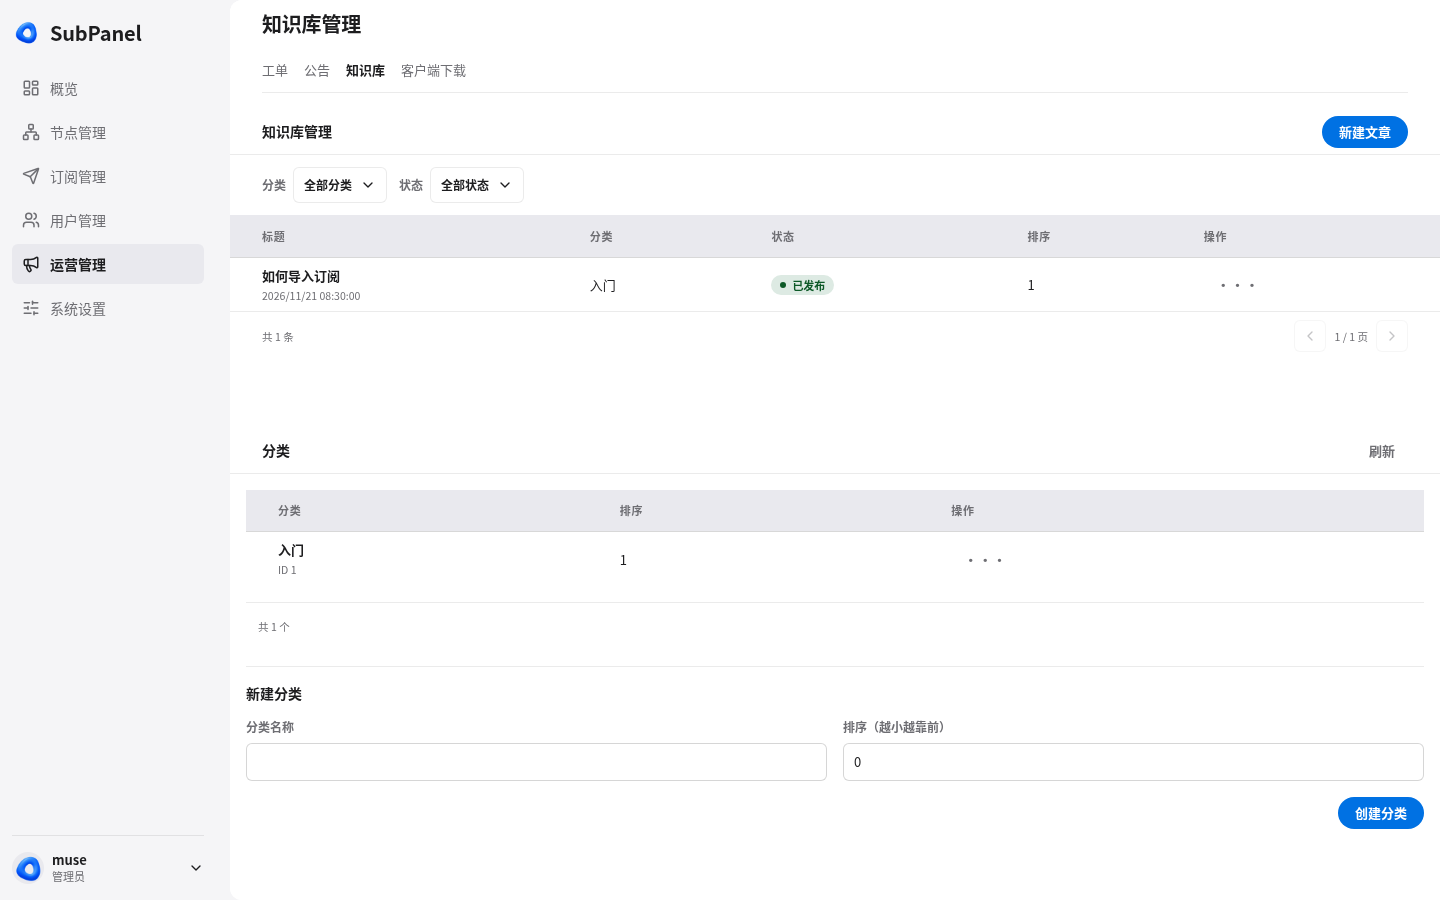 SubPanel
概览
节点管理
订阅管理
用户管理
运营管理
系统设置
muse
管理员
知识库管理
工单 公告 知识库 客户端下载
知识库管理 新建文章
分类 全部分类 状态 全部状态
标题 分类 状态 排序 操作
如何导入订阅 入门 已发布 1
2026/11/21 08:30:00
共 1 条 1 / 1 页
分类 刷新
分类 排序 操作
入门 1
ID 1
共 1 个
新建分类
分类名称 排序（越小越靠前）
0
创建分类